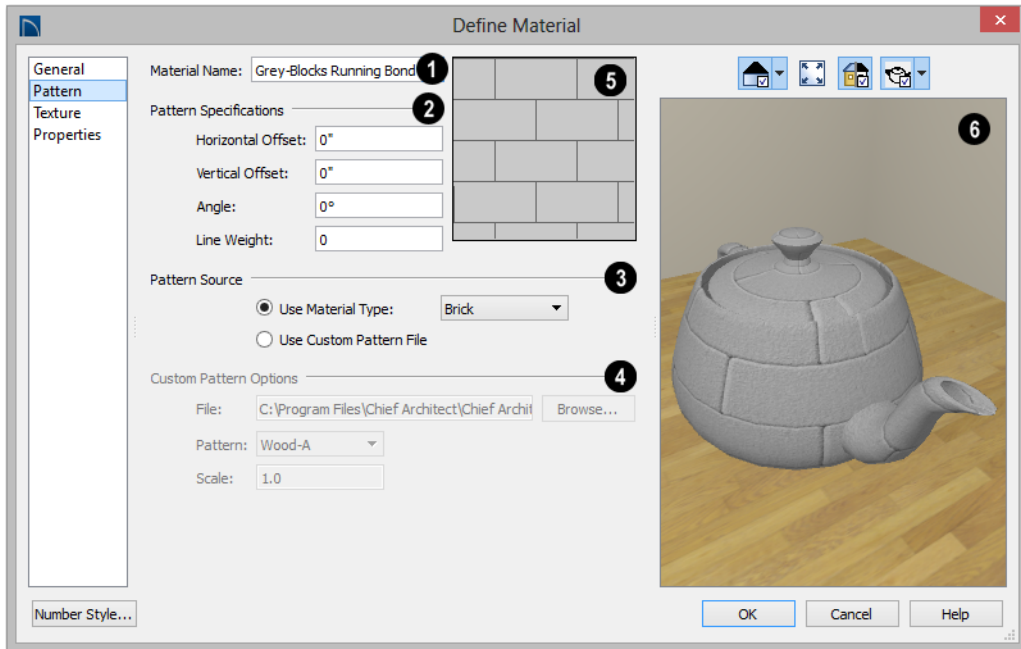 Define Material
General
Pattern
Texture
Properties
Material Name: Grey-Blocks Running Bond 1
Pattern Specifications 2
Horizontal Offset: 0"
Vertical Offset: 0"
Angle: 0°
Line Weight: 0
5
Pattern Source 3
Use Material Type: Brick
Use Custom Pattern File
Custom Pattern Options 4
File: C:\Program Files\Chief Architect\Chief Archit Browse...
Pattern: Wood-A
Scale: 1.0
6
Number Style...
OK Cancel Help